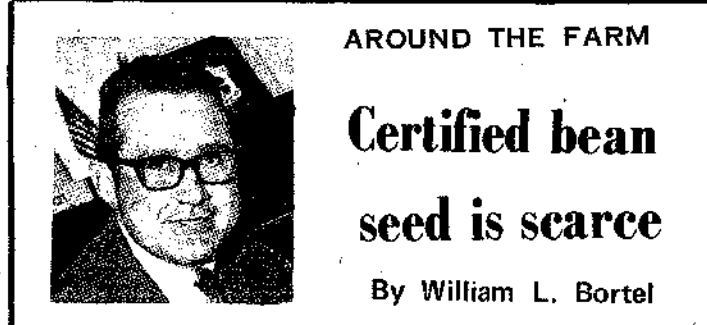 AROUND THE FARM
Certified bean
seed is scarce
By William L. Bortel